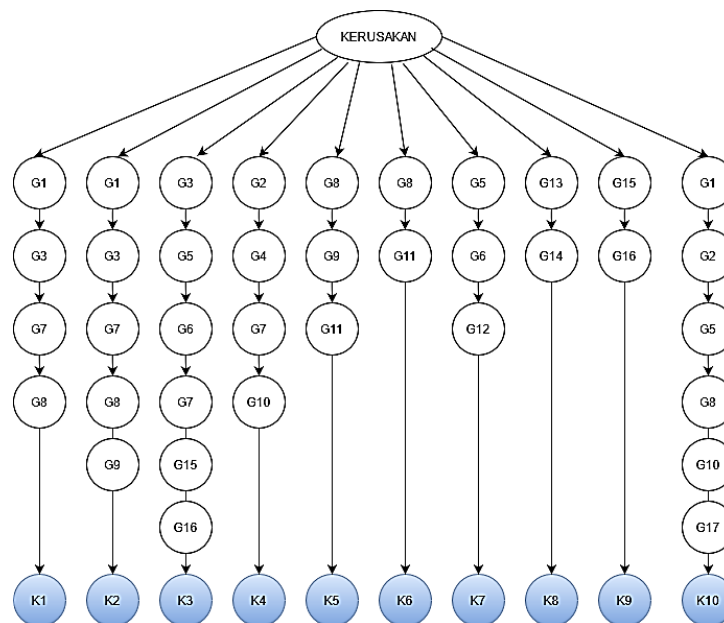 KERUSAKAN
G1 G1 G3 G2 G8 G8 G5 G13 G15 G1
G3 G3 G5 G4 G9 G11 G6 G14 G16 G2
G7 G7 G6 G7 G11 G12 G5
G8 G8 G7 G10 G8
G9 G15 G10
G16 G17
K1 K2 K3 K4 K5 K6 K7 K8 K9 K10